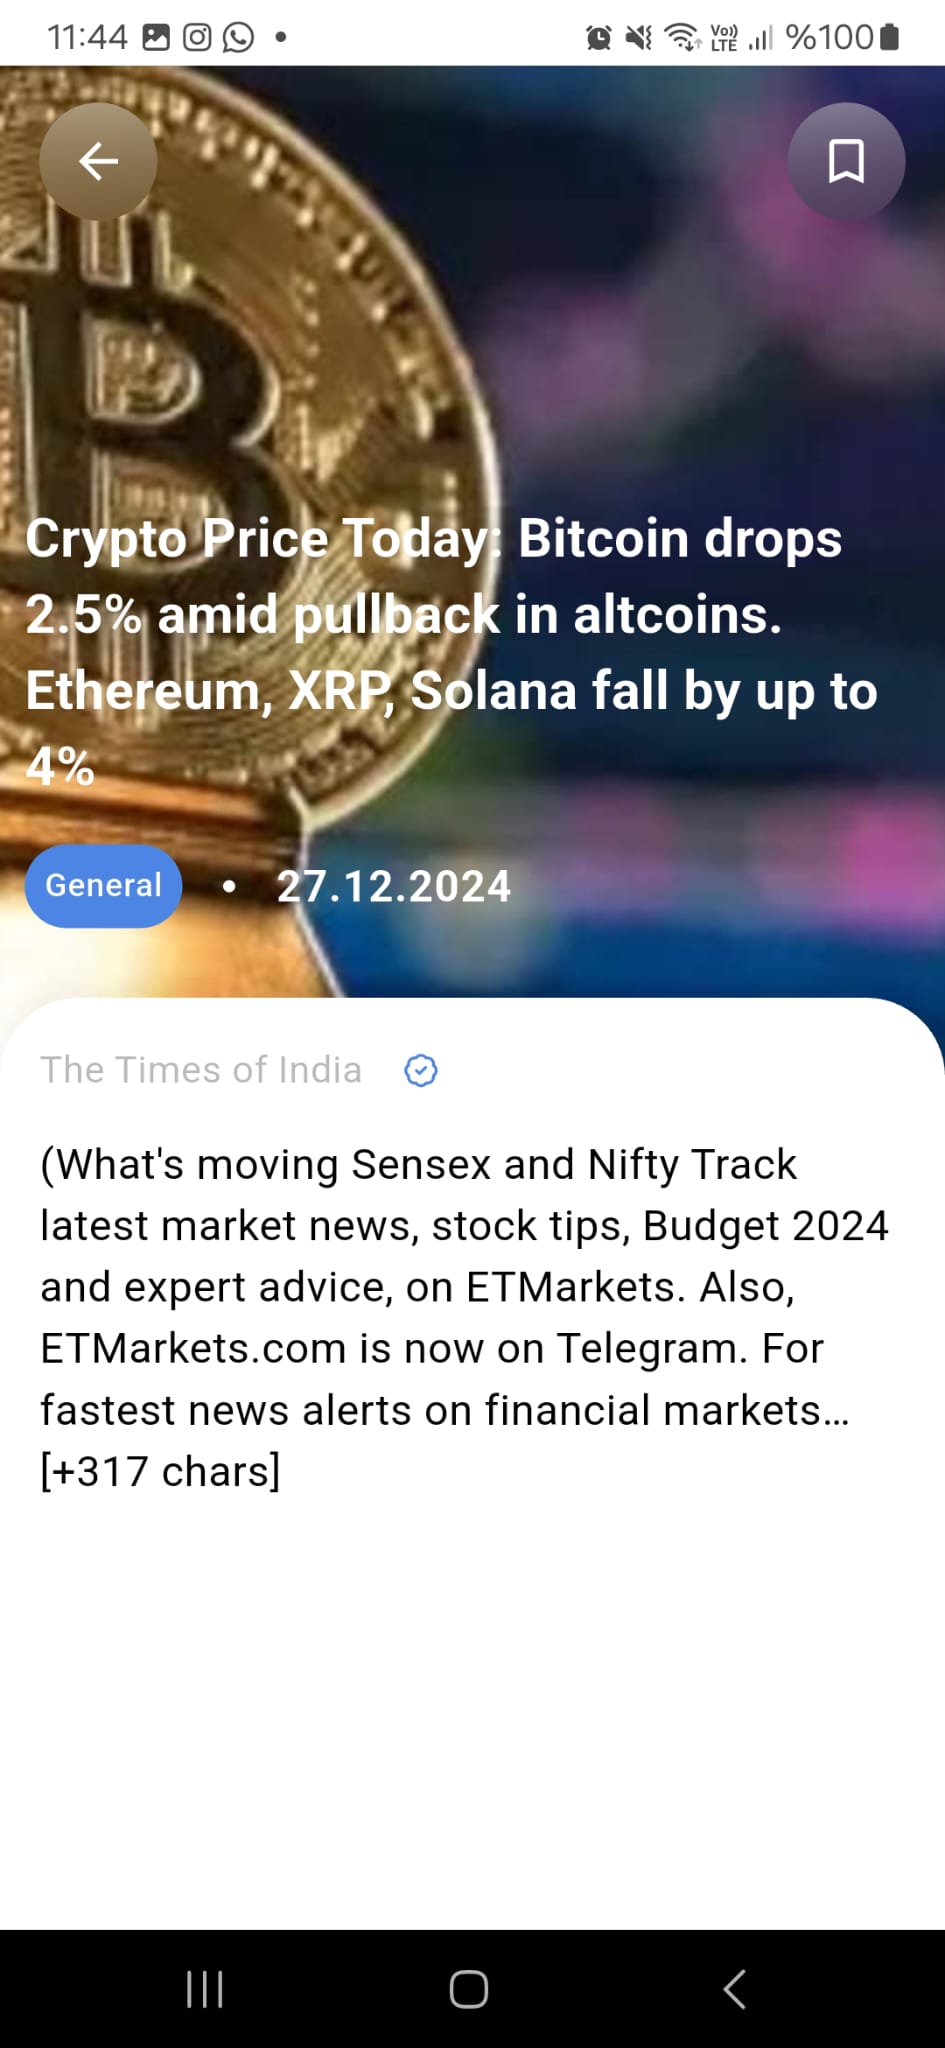 11:44
Vo))
LTE
%100
Crypto Price Today: Bitcoin drops
2.5% amid pullback in altcoins.
Ethereum, XRP, Solana fall by up to
4%
General • 27.12.2024
The Times of India
(What's moving Sensex and Nifty Track
latest market news, stock tips, Budget 2024
and expert advice, on ETMarkets. Also,
ETMarkets.com is now on Telegram. For
fastest news alerts on financial markets…
[+317 chars]